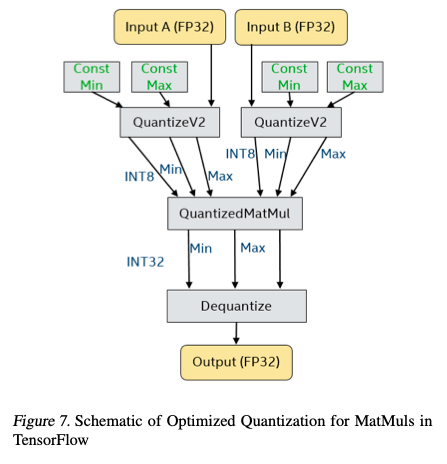 Input A (FP32) Input B (FP32)
Const Min Const Max Const Min Const Max
QuantizeV2 QuantizeV2
INT8 Min Max INT8 Min Max
QuantizedMatMul
INT32 Min Max
Dequantize
Output (FP32)
Figure 7. Schematic of Optimized Quantization for MatMuls in
TensorFlow